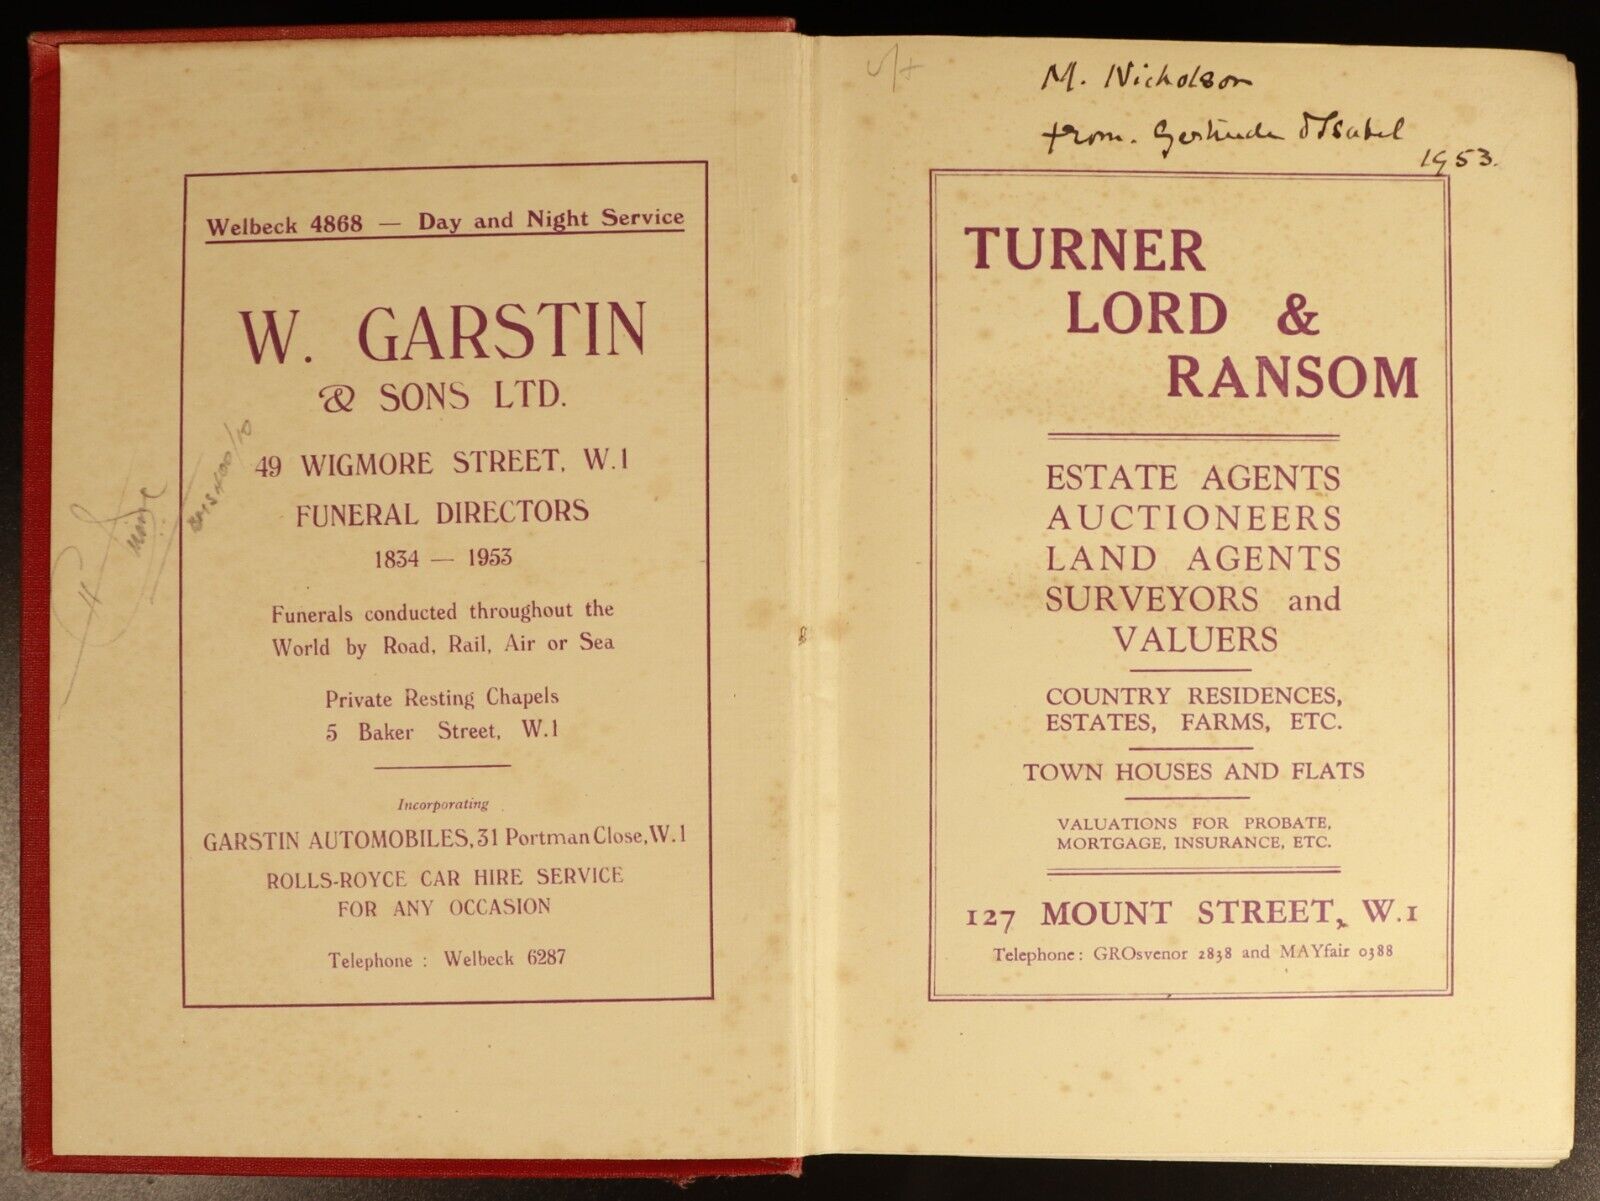 Welbeck 4868 — Day and Night Service
W. GARSTIN
& SONS LTD.
49 WIGMORE STREET, W.1
FUNERAL DIRECTORS
1834 — 1953
Funerals conducted throughout the
World by Road, Rail, Air or Sea
Private Resting Chapels
5 Baker Street, W.1
Incorporating
GARSTIN AUTOMOBILES, 31 Portman Close, W.1
ROLLS-ROYCE CAR HIRE SERVICE
FOR ANY OCCASION
Telephone : Welbeck 6287
M. Nicholson
from. Gertrude & Isabel
1953.
TURNER
LORD &
RANSOM
ESTATE AGENTS
AUCTIONEERS
LAND AGENTS
SURVEYORS and
VALUERS
COUNTRY RESIDENCES,
ESTATES, FARMS, ETC.
TOWN HOUSES AND FLATS
VALUATIONS FOR PROBATE,
MORTGAGE, INSURANCE, ETC.
127 MOUNT STREET, W.1
Telephone: GROsvenor 2838 and MAYfair 0388